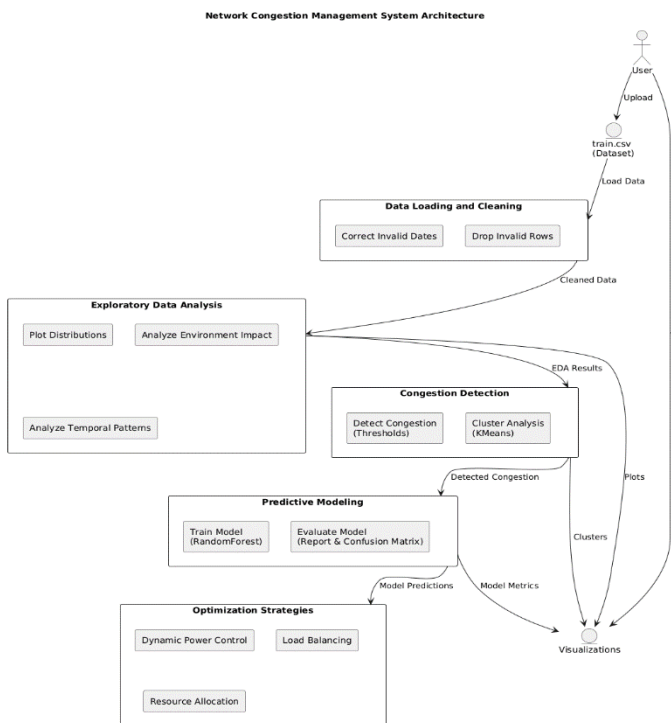 Network Congestion Management System Architecture
User
Upload
train.csv
(Dataset)
Load Data
Data Loading and Cleaning
Correct Invalid Dates
Drop Invalid Rows
Cleaned Data
Exploratory Data Analysis
Plot Distributions
Analyze Environment Impact
Analyze Temporal Patterns
EDA Results
Congestion Detection
Detect Congestion
(Thresholds)
Cluster Analysis
(KMeans)
Detected Congestion
Plots
Predictive Modeling
Train Model
(RandomForest)
Evaluate Model
(Report & Confusion Matrix)
Clusters
Model Predictions
Model Metrics
Optimization Strategies
Dynamic Power Control
Load Balancing
Resource Allocation
Visualizations